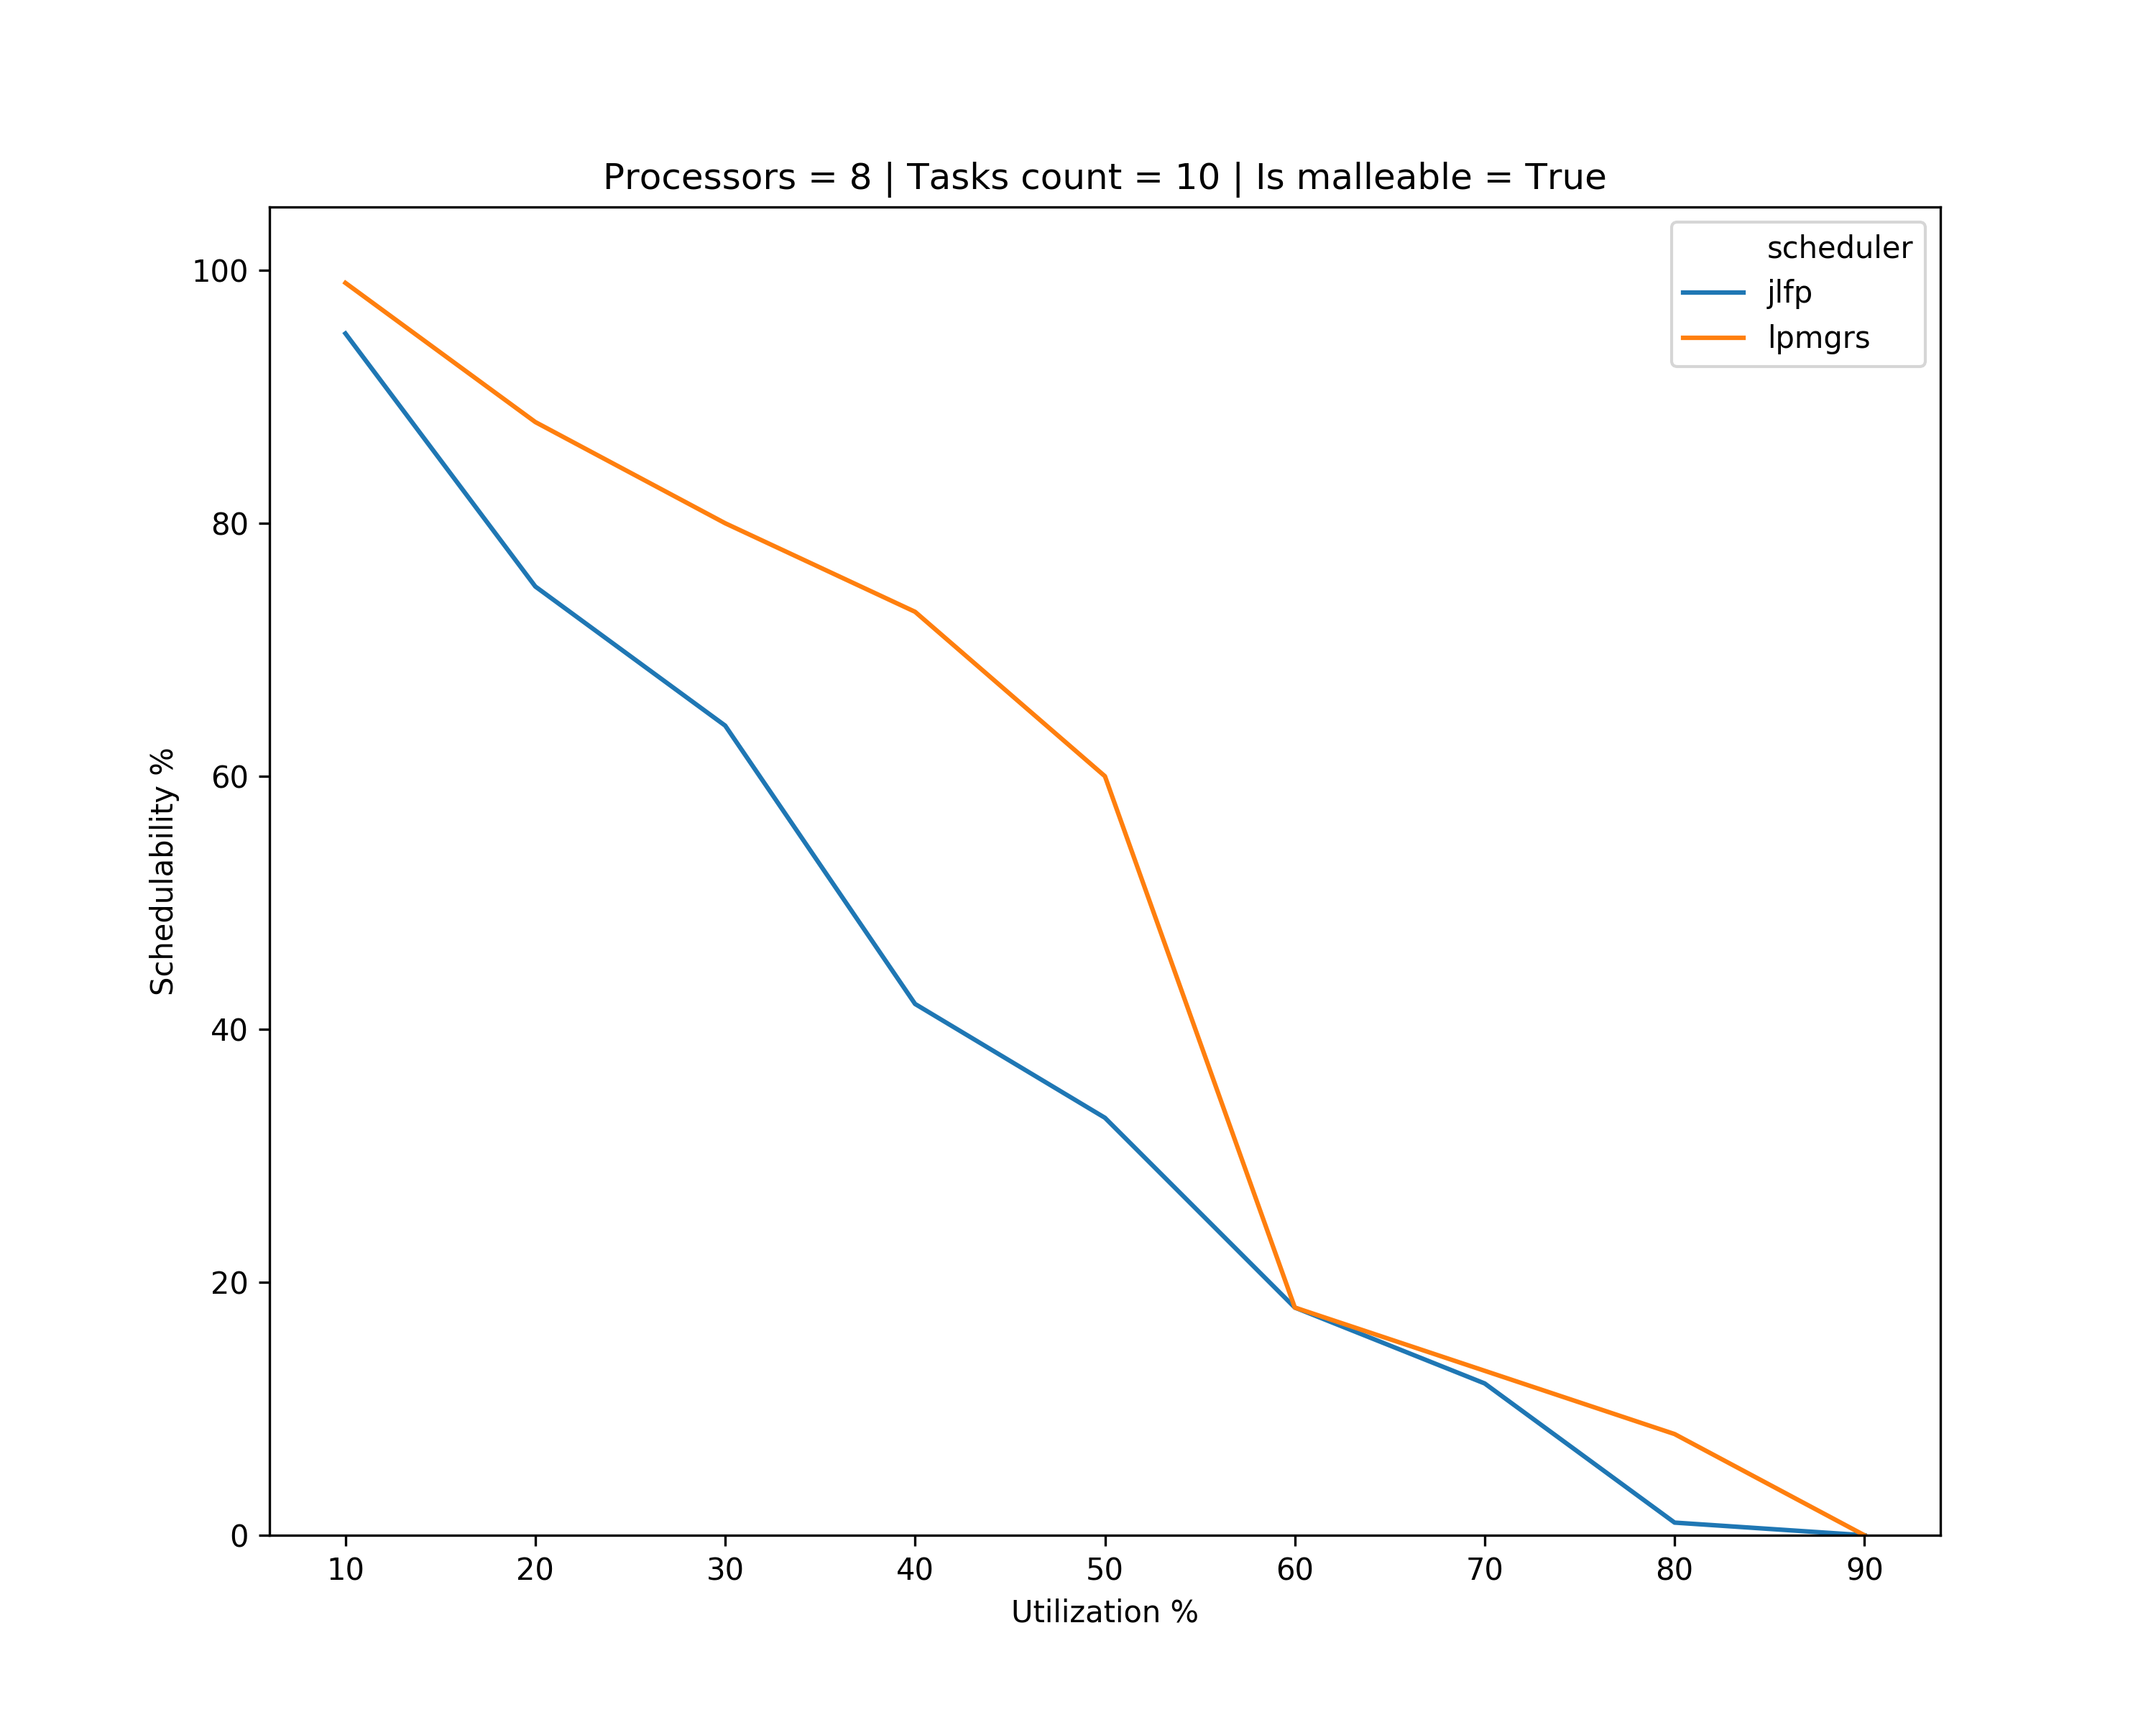 Processors = 8 | Tasks count = 10 | Is malleable = True
scheduler
jlfp
lpmgrs
Schedulability %
100
80
60
40
20
0
10 20 30 40 50 60 70 80 90
Utilization %